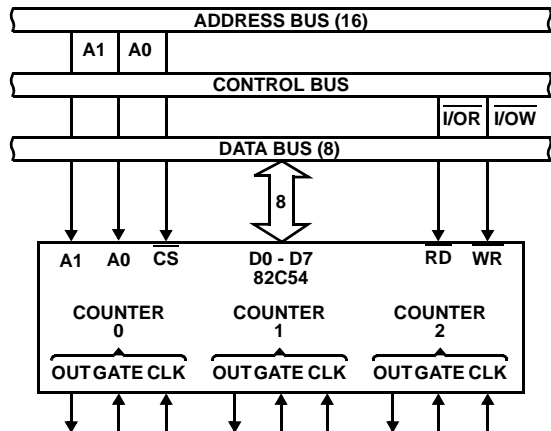 ADDRESS BUS (16)
A1 A0
CONTROL BUS
I/OR I/OW
DATA BUS (8)
8
A1 A0 CS D0 - D7 RD WR
82C54
COUNTER COUNTER COUNTER
0 1 2
OUT GATE CLK OUT GATE CLK OUT GATE CLK